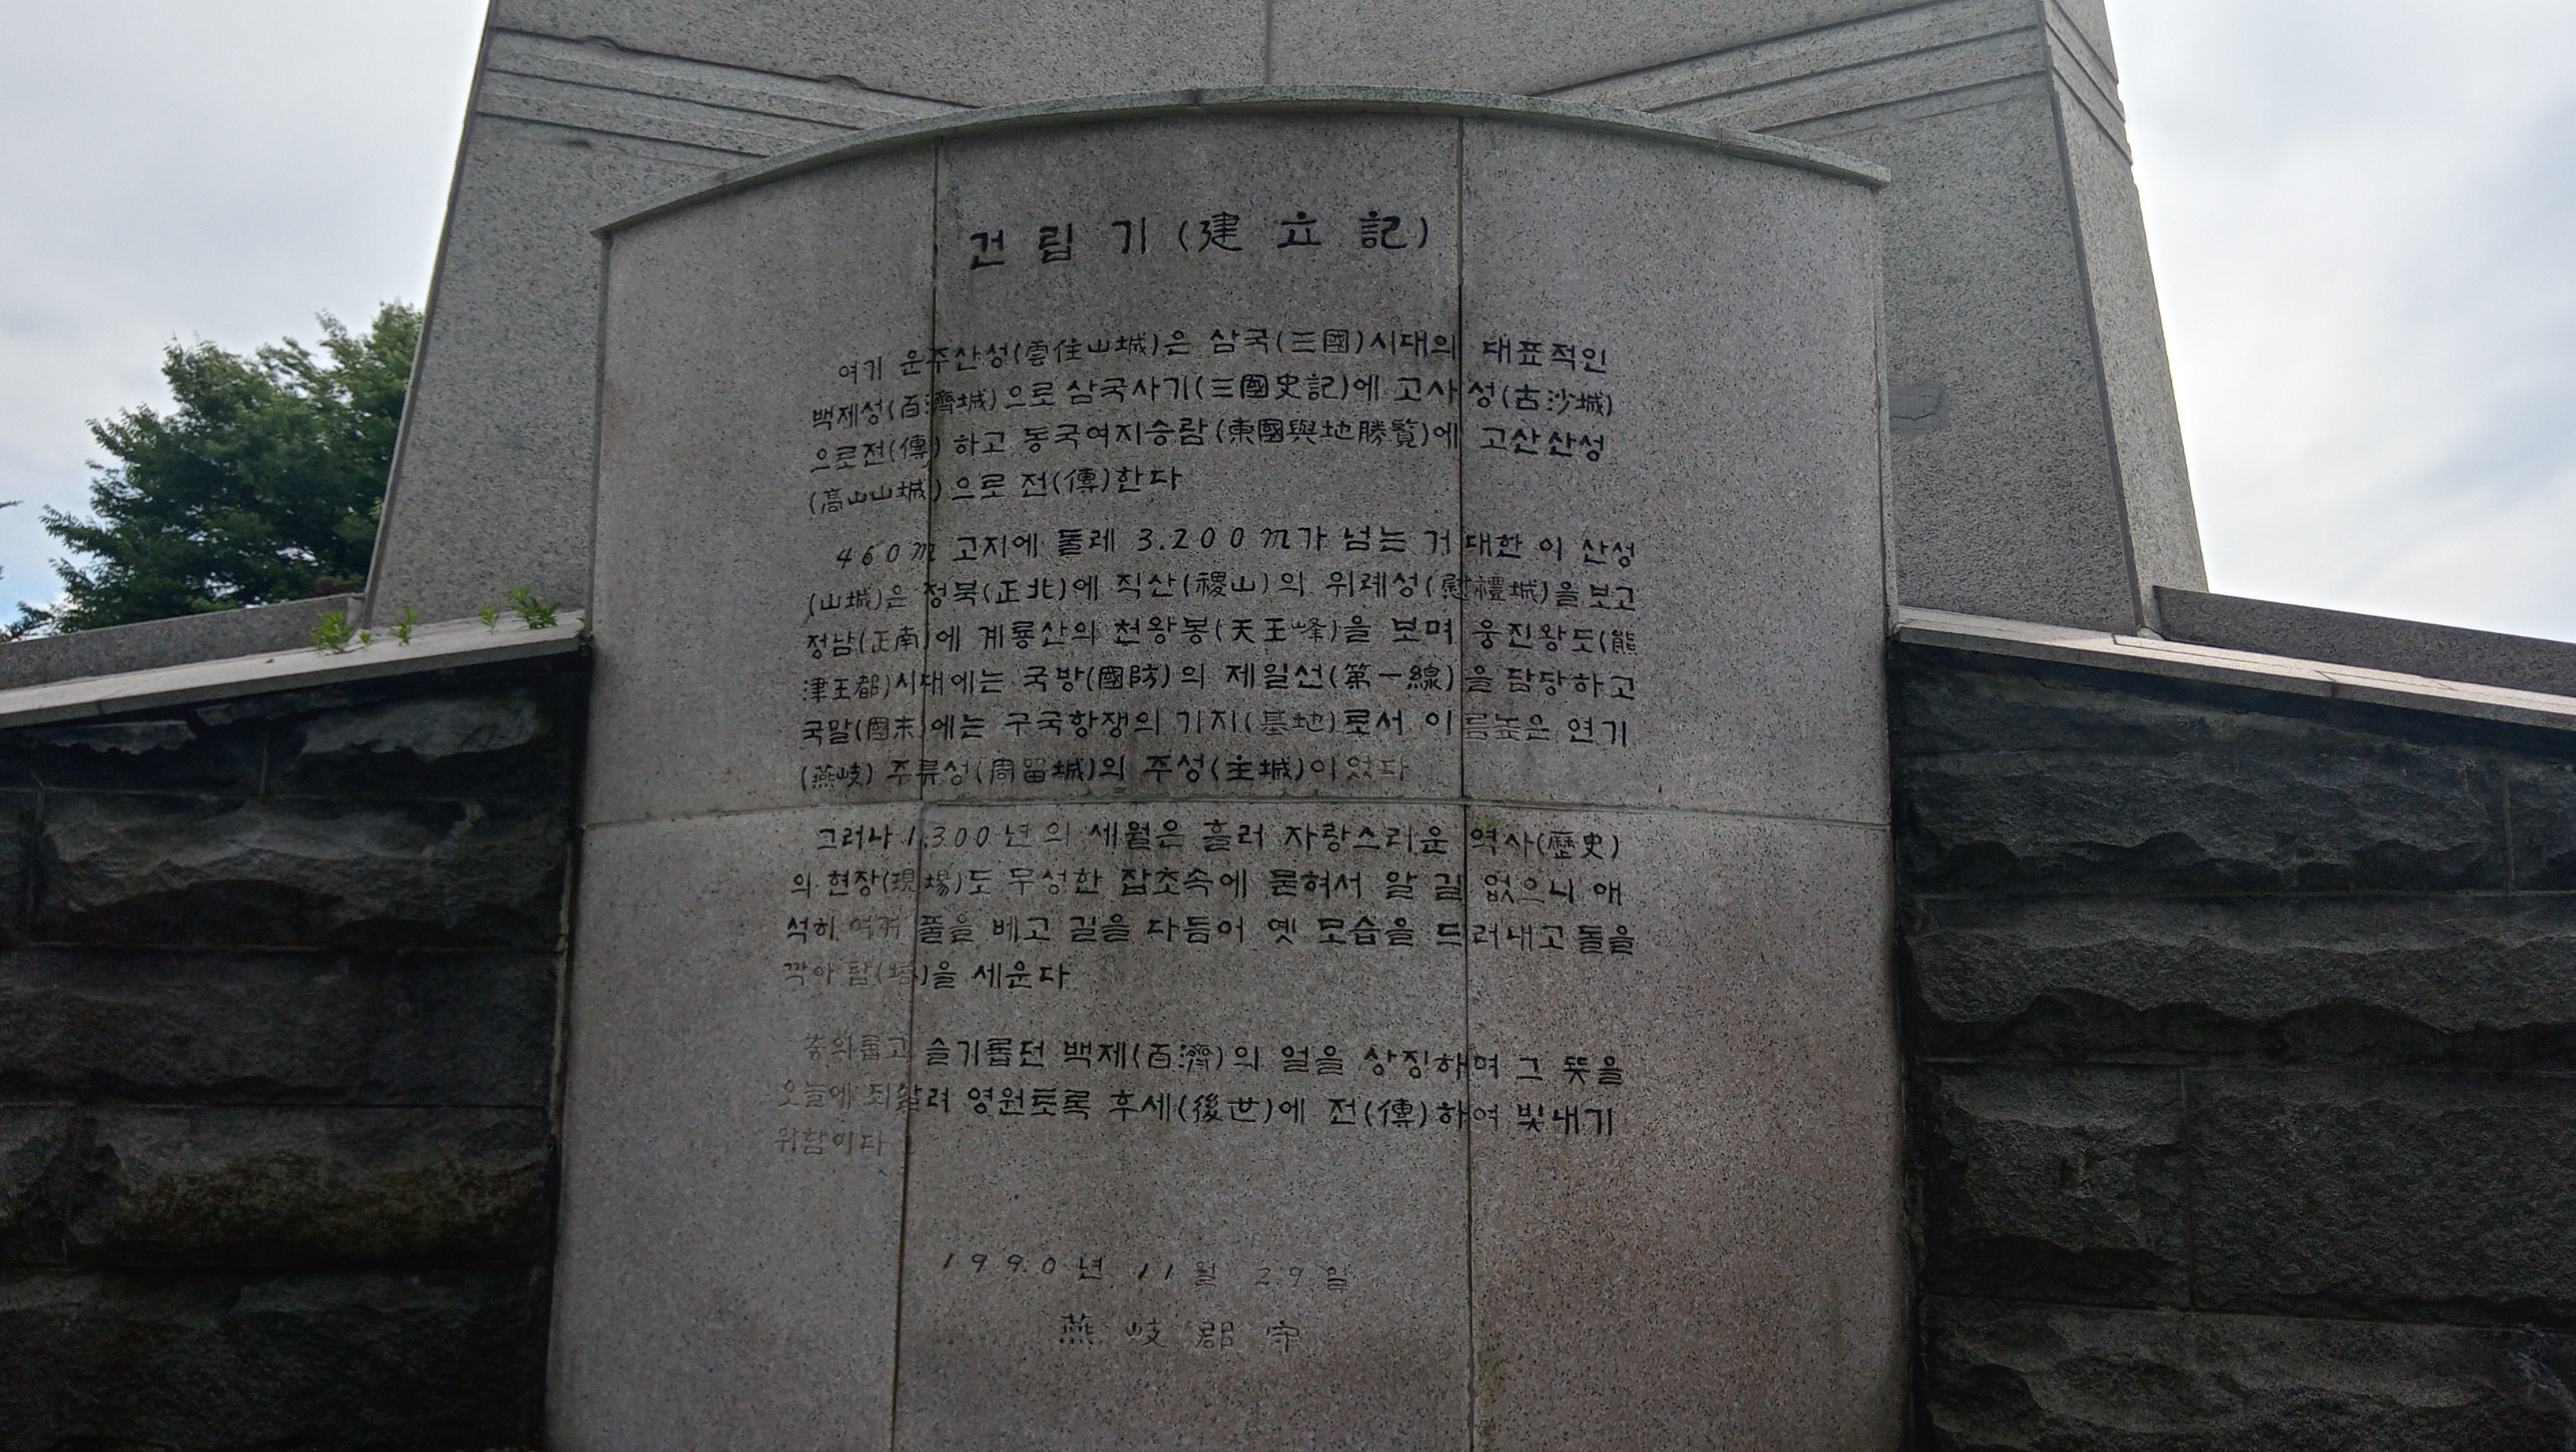 건립기(建立記)
여기 운주산성(雲住山城)은 삼국(三國)시대의 대표적인
백제성(百濟城)으로 삼국사기(三國史記)에 고사성(古沙城)
으로전(傳)하고 동국여지승람(東國輿地勝覧)에 고산산성
(高山山城)으로 전(傳)한다
460m 고지에 둘레 3.200m가 넘는 거대한 이 산성
(山城)은 정북(正北)에 직산(稷山)의 위례성(慰禮城)을 보고
정남(正南)에 계룡산의 천왕봉(天王峰)을 보며 웅진왕도(熊
津王都)시대에는 국방(國防)의 제일선(第一線)을 담당하고
국말(國末)에는 구국항쟁의 기지(基地)로서 이름높은 연기
(燕岐) 주류성(周留城)의 주성(主城)이었다
그러나 1,300년의 세월은 흘러 자랑스러운 역사(歷史)
의 현장(現場)도 무성한 잡초속에 묻혀서 알 길 없으니 애
석히 여겨 풀을 베고 길을 다듬어 옛 모습을 드러내고 돌을
깍아 탑(塔)을 세운다
슬기롭던 백제(百濟)의 얼을 상징하며 그 뜻을
오늘에 되살려 영원토록 후세(後世)에 전(傳)하여 빛내기
위함이다
1990년 11월 29일
燕岐郡守